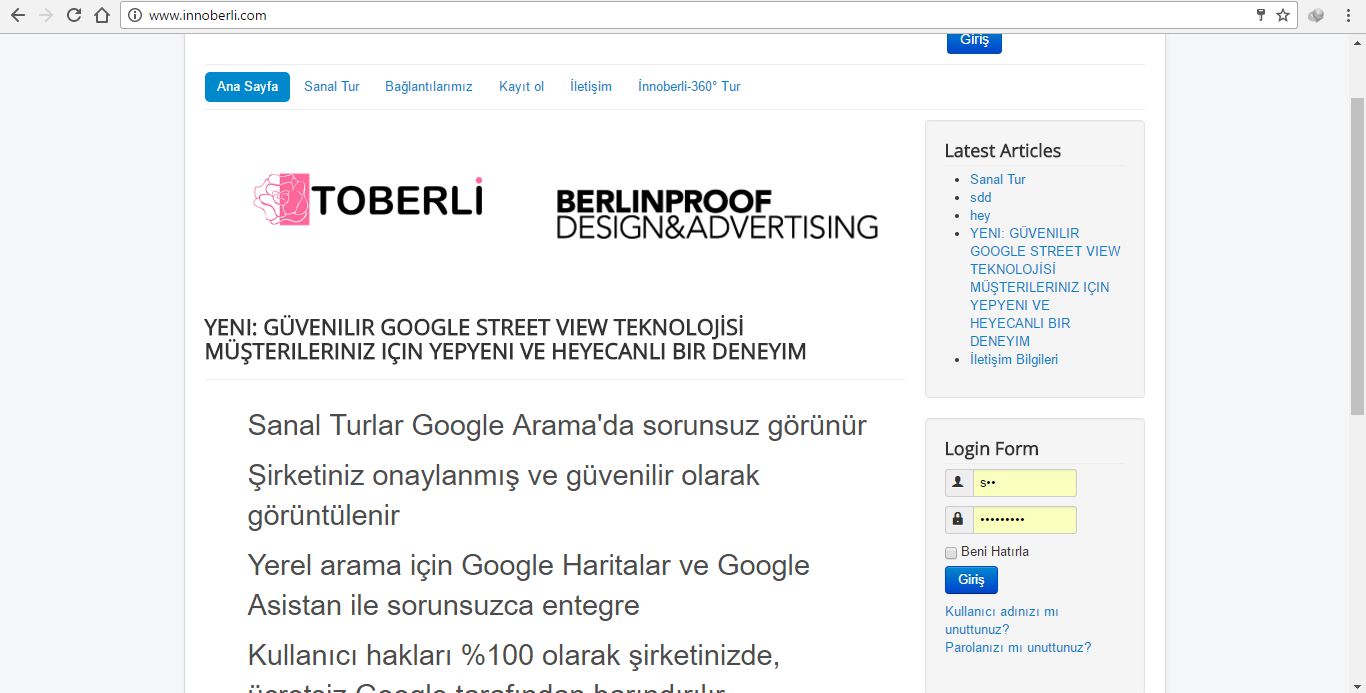 www.innoberli.com
Giriş
Ana Sayfa Sanal Tur Bağlantılarımız Kayıt ol İletişim İnnoberli-360° Tur
TOBERLİ
BERLINPROOF
DESIGN&ADVERTISING
YENI: GÜVENILIR GOOGLE STREET VIEW TEKNOLOJİSİ
MÜŞTERILERINIZ IÇIN YEPYENI VE HEYECANLI BIR DENEYIM
Sanal Turlar Google Arama'da sorunsuz görünür
Şirketiniz onaylanmış ve güvenilir olarak
görüntülenir
Yerel arama için Google Haritalar ve Google
Asistan ile sorunsuzca entegre
Kullanıcı hakları %100 olarak şirketinizde,
ücretsiz Google tarafından barındırılır
Latest Articles
Sanal Tur
sdd
hey
YENI: GÜVENILIR
GOOGLE STREET VIEW
TEKNOLOJİSİ
MÜŞTERILERINIZ IÇIN
YEPYENI VE
HEYECANLI BIR
DENEYIM
İletişim Bilgileri
Login Form
s••
•••••••••
Beni Hatırla
Giriş
Kullanıcı adınızı mı
unuttunuz?
Parolanızı mı unuttunuz?